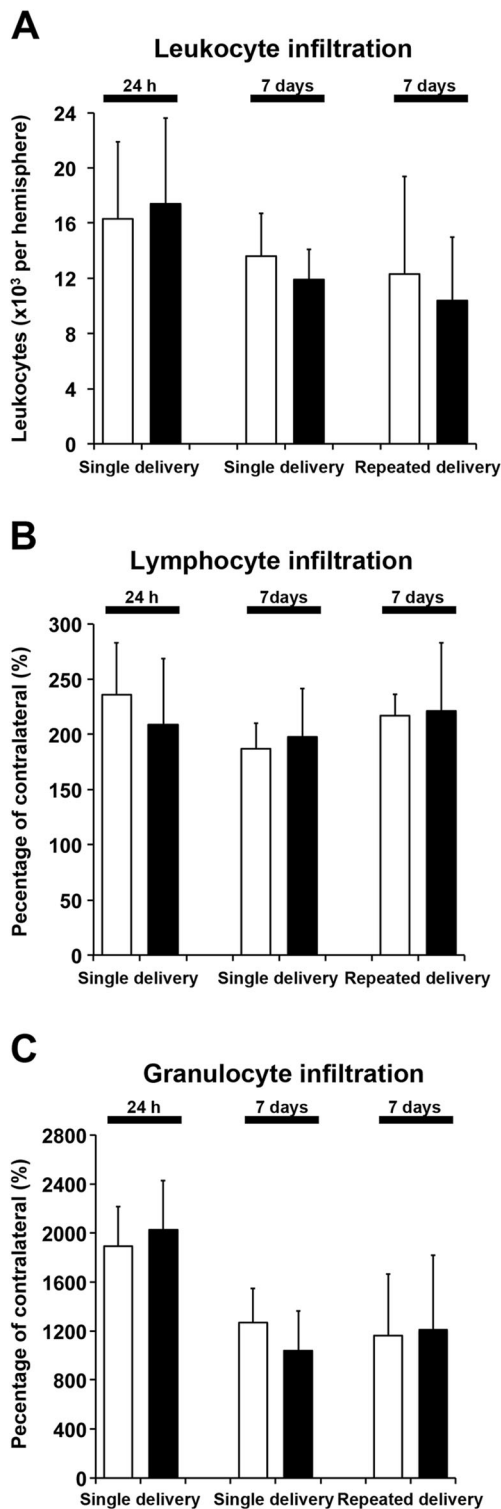 A
Leukocyte infiltration
24 h 7 days 7 days
Leukocytes (x10³ per hemisphere)
24
20
16
12
8
4
0
Single delivery Single delivery Repeated delivery
B
Lymphocyte infiltration
24 h 7days 7 days
Pecentage of contralateral (%)
300
250
200
150
100
50
0
Single delivery Single delivery Repeated delivery
C
Granulocyte infiltration
24 h 7 days 7 days
Pecentage of contralateral (%)
2800
2400
2000
1600
1200
800
400
0
Single delivery Single delivery Repeated delivery